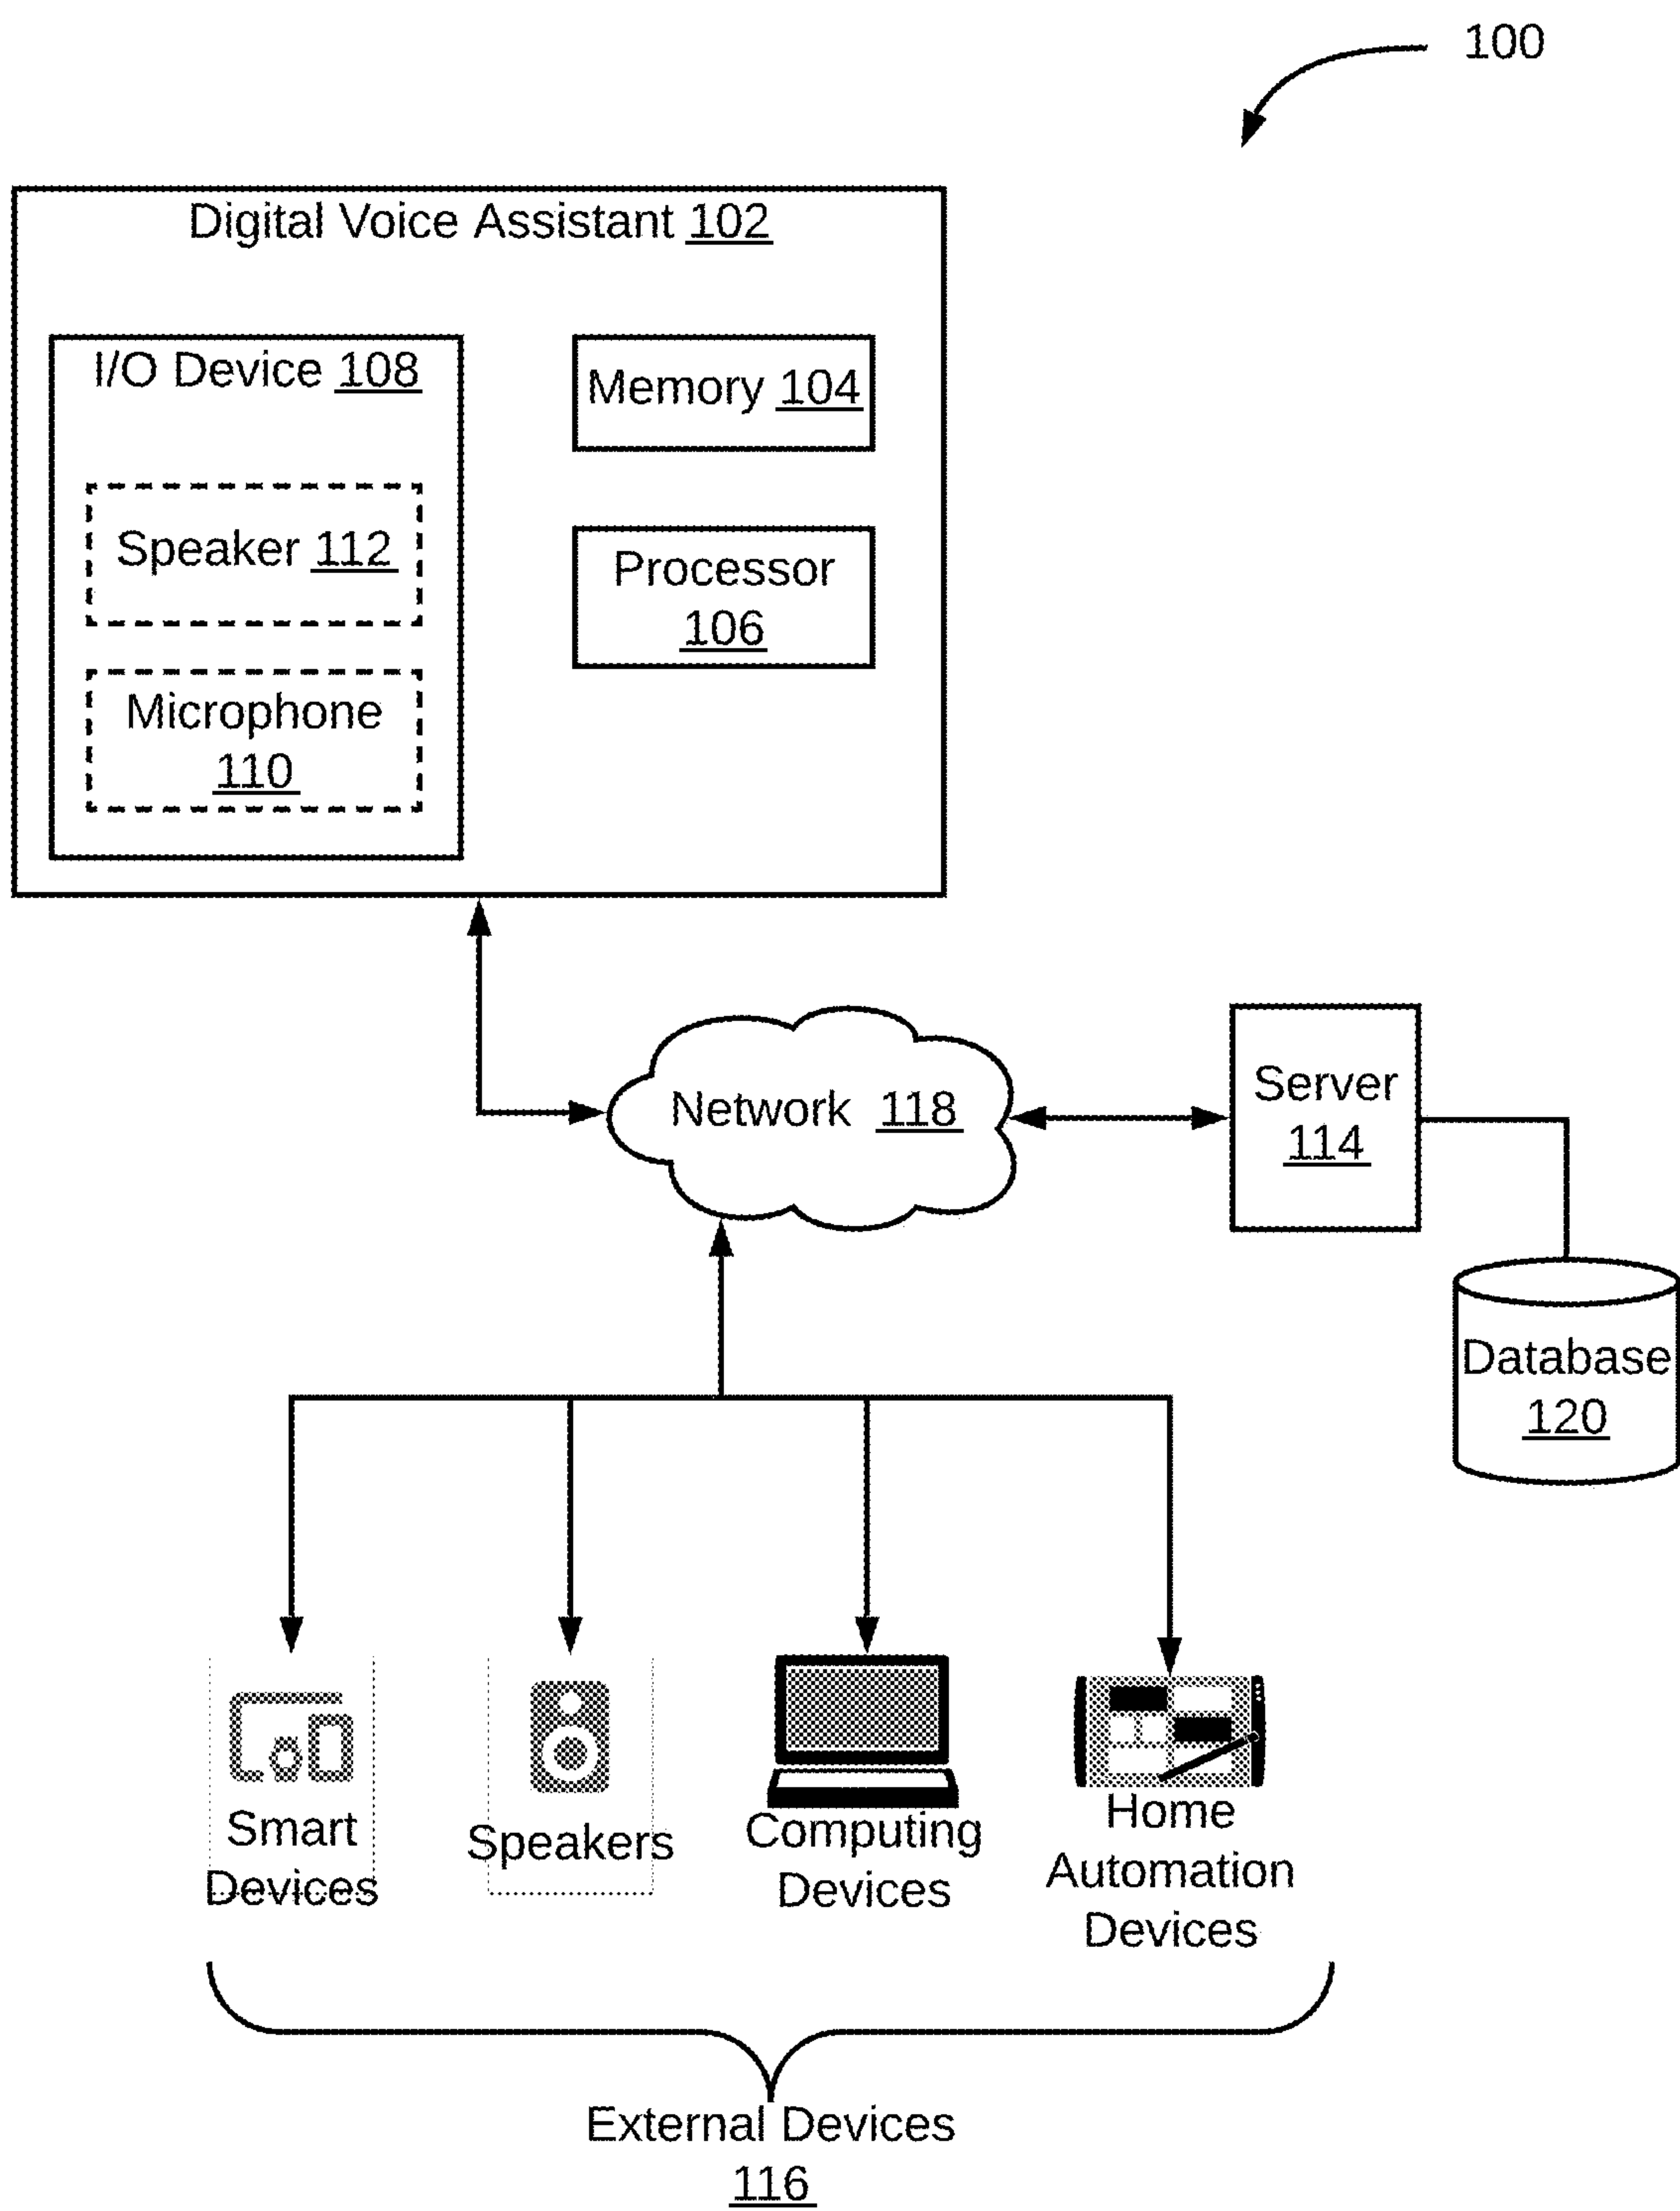 100
Digital Voice Assistant 102
I/O Device 108
Memory 104
Speaker 112
Processor
106
Microphone
110
Network 118
Server
114
Database
120
Smart
Devices
Speakers
Computing
Devices
Home
Automation
Devices
External Devices
116